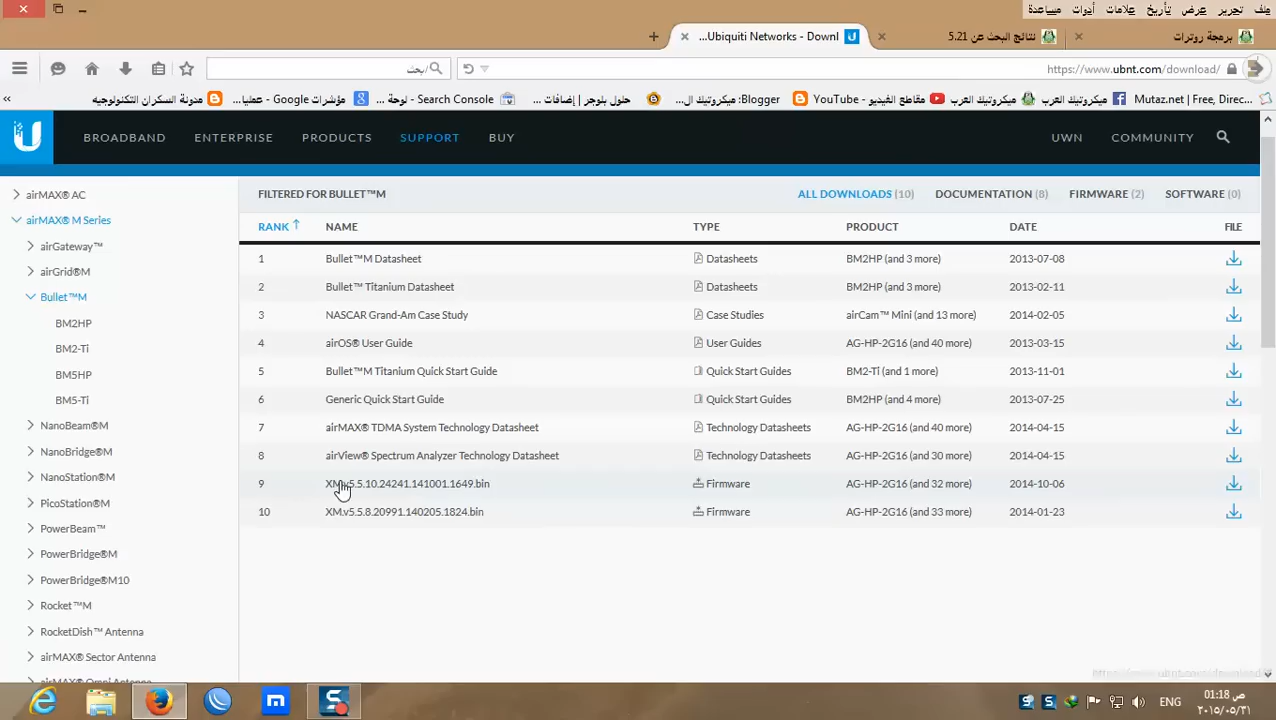 ملف تحرير عرض تأريخ علامات أدوات مساعدة
برمجة روترات
نتائج البحث عن 5.21
Ubiquiti Networks - Downl...
https://www.ubnt.com/download/
بحث
Mutaz.net | Free, Direc...
ميكروتيك العرب
ميكروتيك العرب
مقاطع الفيديو - YouTube
Blogger: ميكروتيك ال...
حلول بلوجر | إضافات ...
Search Console - لوحة ...
مؤشرات Google - عمليا...
مدونة السكران التكنولوجيه
BROADBAND ENTERPRISE PRODUCTS SUPPORT BUY UWN COMMUNITY
airMAX® AC
airMAX® M Series
airGateway™
airGrid®M
Bullet™M
BM2HP
BM2-Ti
BM5HP
BM5-Ti
NanoBeam®M
NanoBridge®M
NanoStation®M
PicoStation®M
PowerBeam™
PowerBridge®M
PowerBridge®M10
Rocket™M
RocketDish™ Antenna
airMAX® Sector Antenna
airMAX® Omni Antenna
FILTERED FOR BULLET™M ALL DOWNLOADS (10) DOCUMENTATION (8) FIRMWARE (2) SOFTWARE (0)
RANK NAME TYPE PRODUCT DATE FILE
1 Bullet™M Datasheet Datasheets BM2HP (and 3 more) 2013-07-08
2 Bullet™ Titanium Datasheet Datasheets BM2HP (and 3 more) 2013-02-11
3 NASCAR Grand-Am Case Study Case Studies airCam™ Mini (and 13 more) 2014-02-05
4 airOS® User Guide User Guides AG-HP-2G16 (and 40 more) 2013-03-15
5 Bullet™M Titanium Quick Start Guide Quick Start Guides BM2-Ti (and 1 more) 2013-11-01
6 Generic Quick Start Guide Quick Start Guides BM2HP (and 4 more) 2013-07-25
7 airMAX® TDMA System Technology Datasheet Technology Datasheets AG-HP-2G16 (and 40 more) 2014-04-15
8 airView® Spectrum Analyzer Technology Datasheet Technology Datasheets AG-HP-2G16 (and 30 more) 2014-04-15
9 XM.v5.5.10.24241.141001.1649.bin Firmware AG-HP-2G16 (and 32 more) 2014-10-06
10 XM.v5.5.8.20991.140205.1824.bin Firmware AG-HP-2G16 (and 33 more) 2014-01-23
ENG
01:18 ص
٢٠١٥/٠٥/٣١